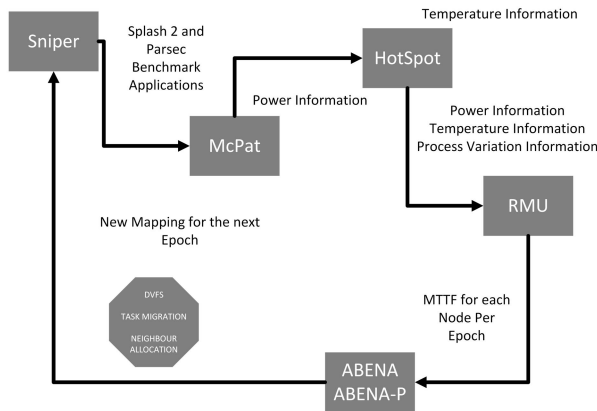 Sniper
Splash 2 and
Parsec
Benchmark
Applications
McPat
Power Information
Temperature Information
HotSpot
Power Information
Temperature Information
Process Variation Information
RMU
MTTF for each
Node Per
Epoch
ABENA
ABENA-P
New Mapping for the next
Epoch
DVFS
TASK MIGRATION
NEIGHBOUR
ALLOCATION